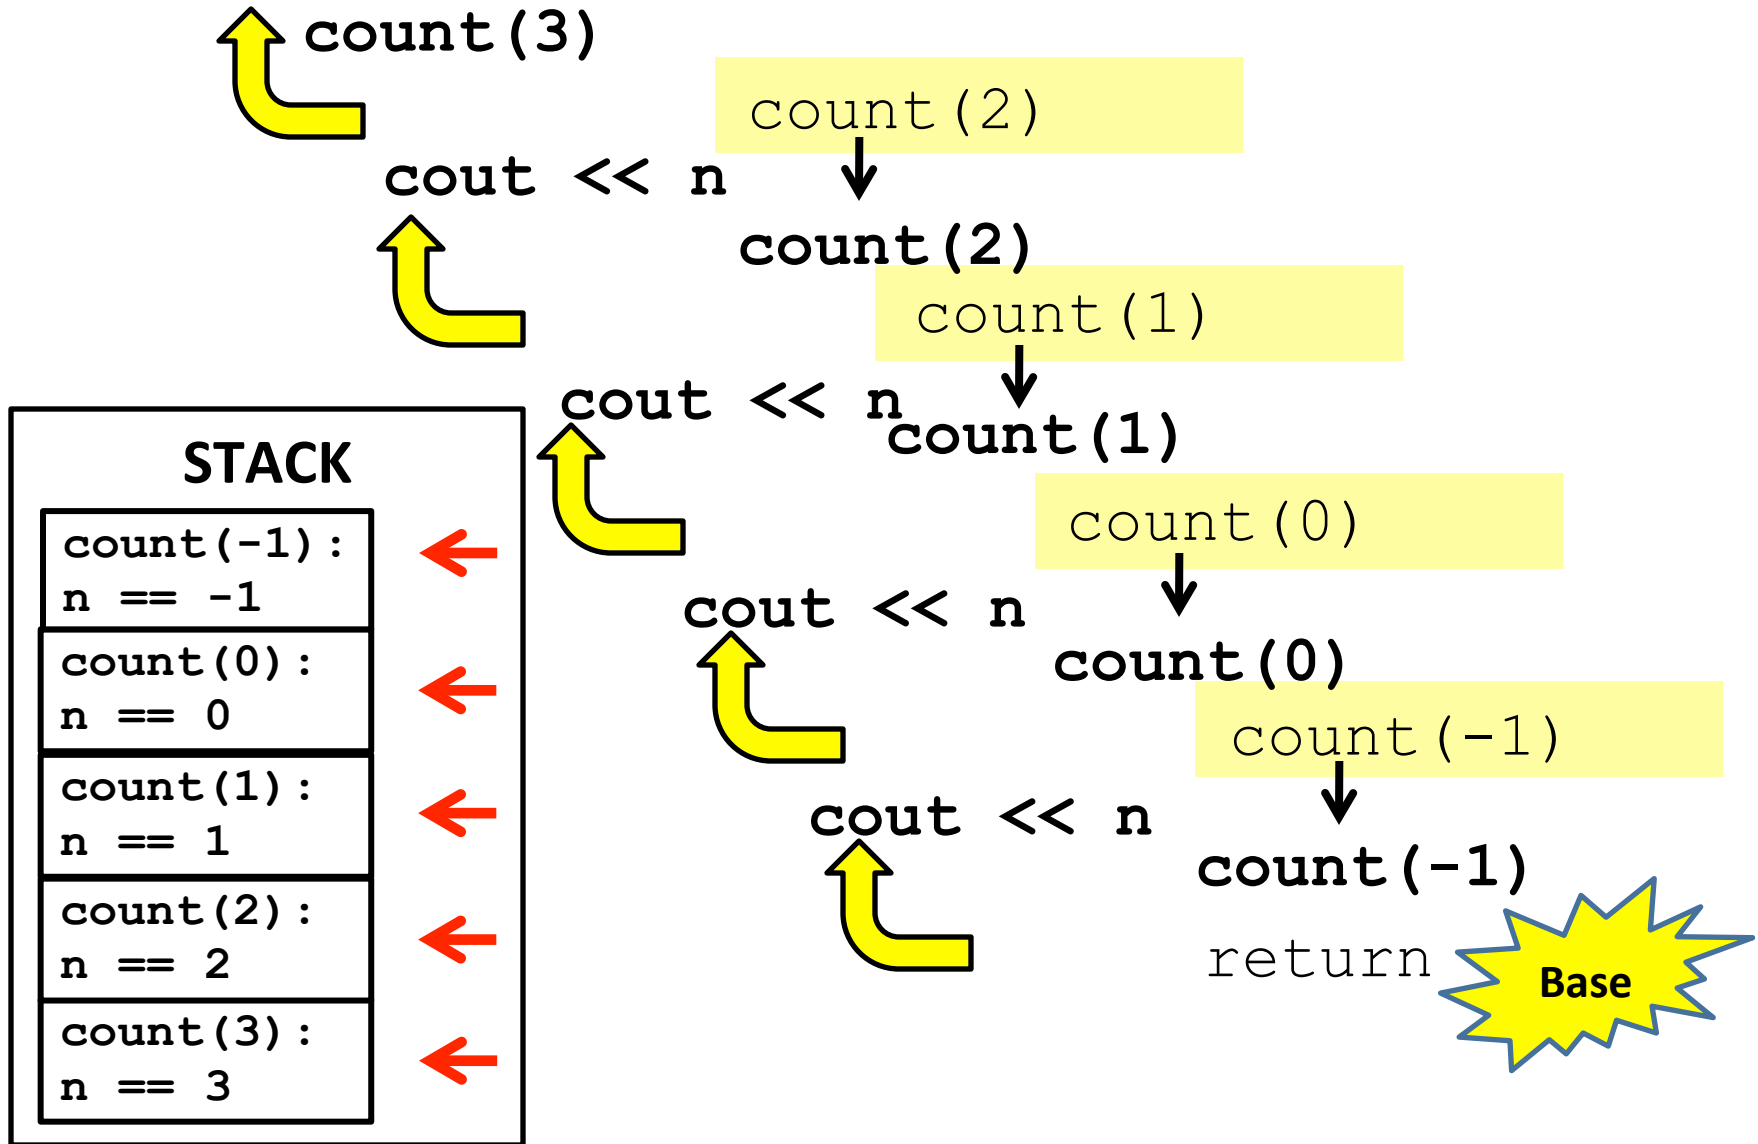 count(3)
count(2)
cout << n
count(2)
count(1)
cout << n
count(1)
count(0)
cout << n
count(0)
count(-1)
cout << n
count(-1)
return
Base
STACK
count(-1):
n == -1
count(0):
n == 0
count(1):
n == 1
count(2):
n == 2
count(3):
n == 3